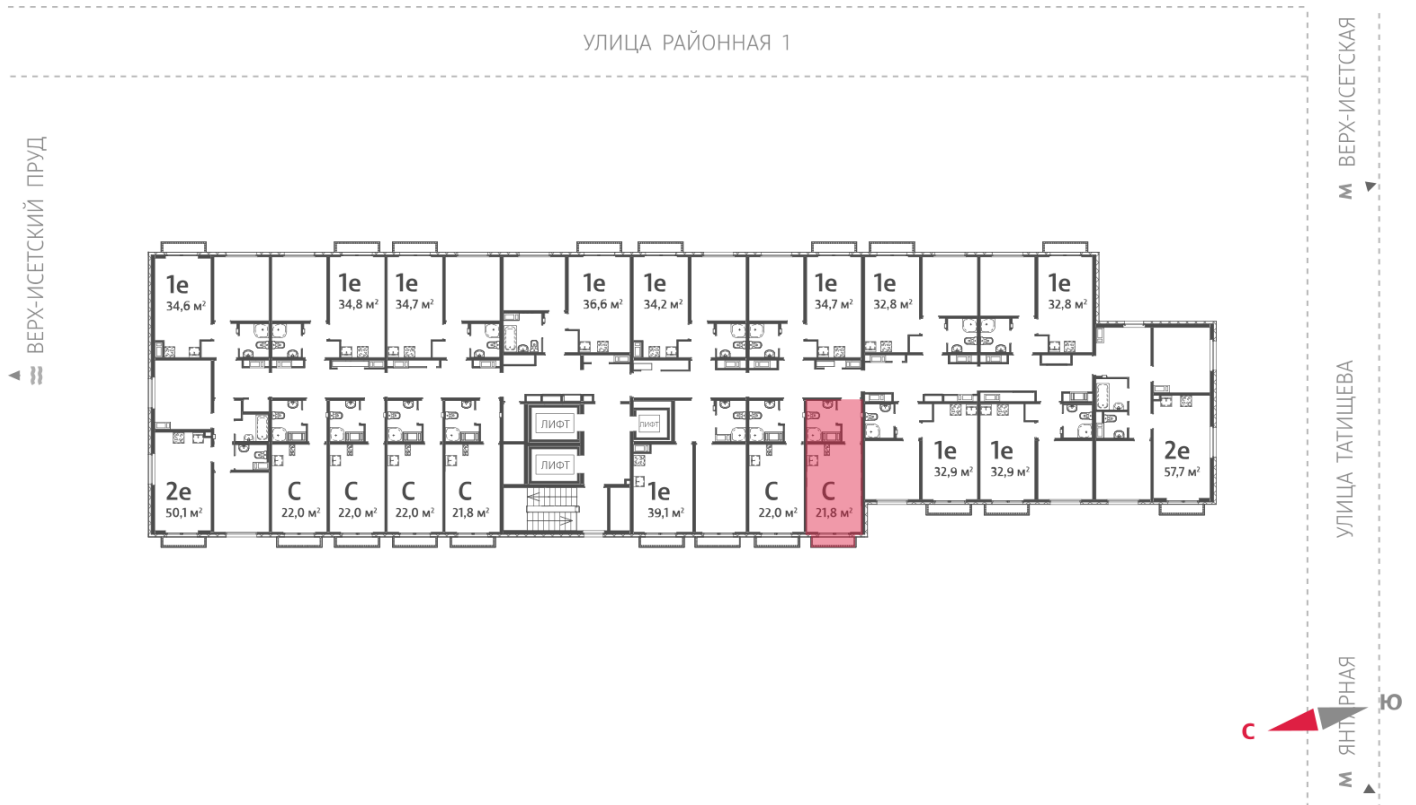 УЛИЦА РАЙОННАЯ 1
М ВЕРХ-ИСЕТСКАЯ
ВЕРХ-ИСЕТСКИЙ ПРУД
1е
34,6 м²
1е
34,8 м²
1е
34,7 м²
1е
36,6 м²
1е
34,2 м²
1е
34,7 м²
1е
32,8 м²
1е
32,8 м²
ЛИФТ
ЛИФТ
ЛИФТ
2е
50,1 м²
С
22,0 м²
С
22,0 м²
С
22,0 м²
С
21,8 м²
1е
39,1 м²
С
22,0 м²
С
21,8 м²
1е
32,9 м²
1е
32,9 м²
2е
57,7 м²
УЛИЦА ТАТИЩЕВА
М ЯНТАРНАЯ
С
Ю